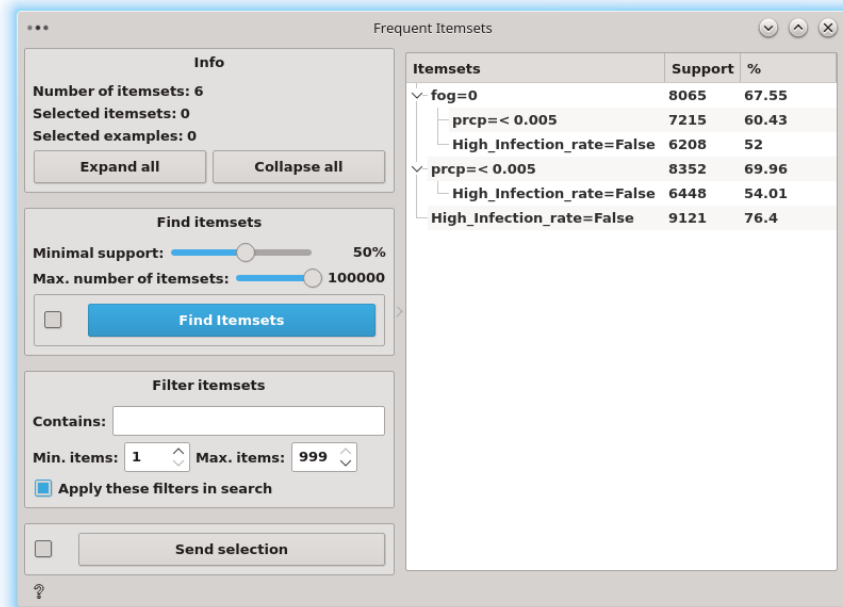 Frequent Itemsets
Info
Number of itemsets: 6
Selected itemsets: 0
Selected examples: 0
Expand all
Collapse all
Find itemsets
Minimal support: 50%
Max. number of itemsets: 100000
Find Itemsets
Filter itemsets
Contains:
Min. items: 1 Max. items: 999
Apply these filters in search
Send selection
?
Itemsets Support %
fog=0 8065 67.55
prcp=< 0.005 7215 60.43
High_Infection_rate=False 6208 52
prcp=< 0.005 8352 69.96
High_Infection_rate=False 6448 54.01
High_Infection_rate=False 9121 76.4